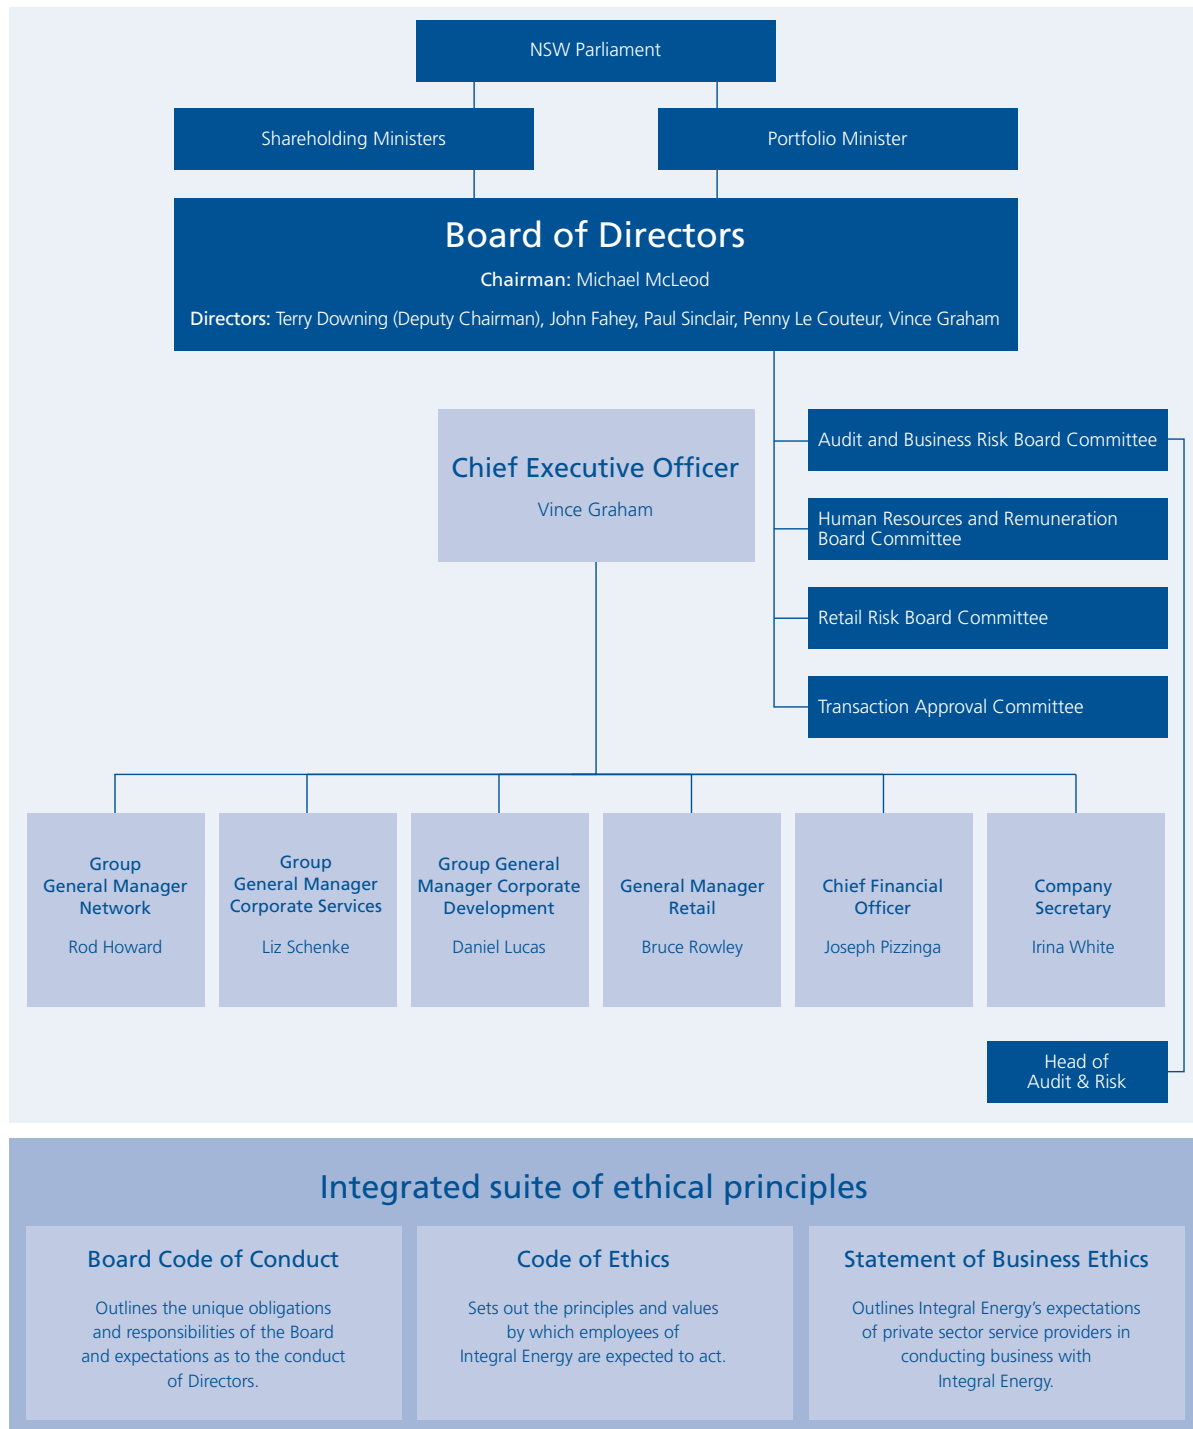 NSW Parliament
Shareholding Ministers
Portfolio Minister
Board of Directors
Chairman: Michael McLeod
Directors: Terry Downing (Deputy Chairman), John Fahey, Paul Sinclair, Penny Le Couteur, Vince Graham
Chief Executive Officer
Vince Graham
Audit and Business Risk Board Committee
Human Resources and Remuneration
Board Committee
Retail Risk Board Committee
Transaction Approval Committee
Group
General Manager
Network
Rod Howard
Group
General Manager
Corporate Services
Liz Schenke
Group General
Manager Corporate
Development
Daniel Lucas
General Manager
Retail
Bruce Rowley
Chief Financial
Officer
Joseph Pizzinga
Company
Secretary
Irina White
Head of
Audit & Risk
Integrated suite of ethical principles
Board Code of Conduct
Outlines the unique obligations
and responsibilities of the Board
and expectations as to the conduct
of Directors.
Code of Ethics
Sets out the principles and values
by which employees of
Integral Energy are expected to act.
Statement of Business Ethics
Outlines Integral Energy’s expectations
of private sector service providers in
conducting business with
Integral Energy.